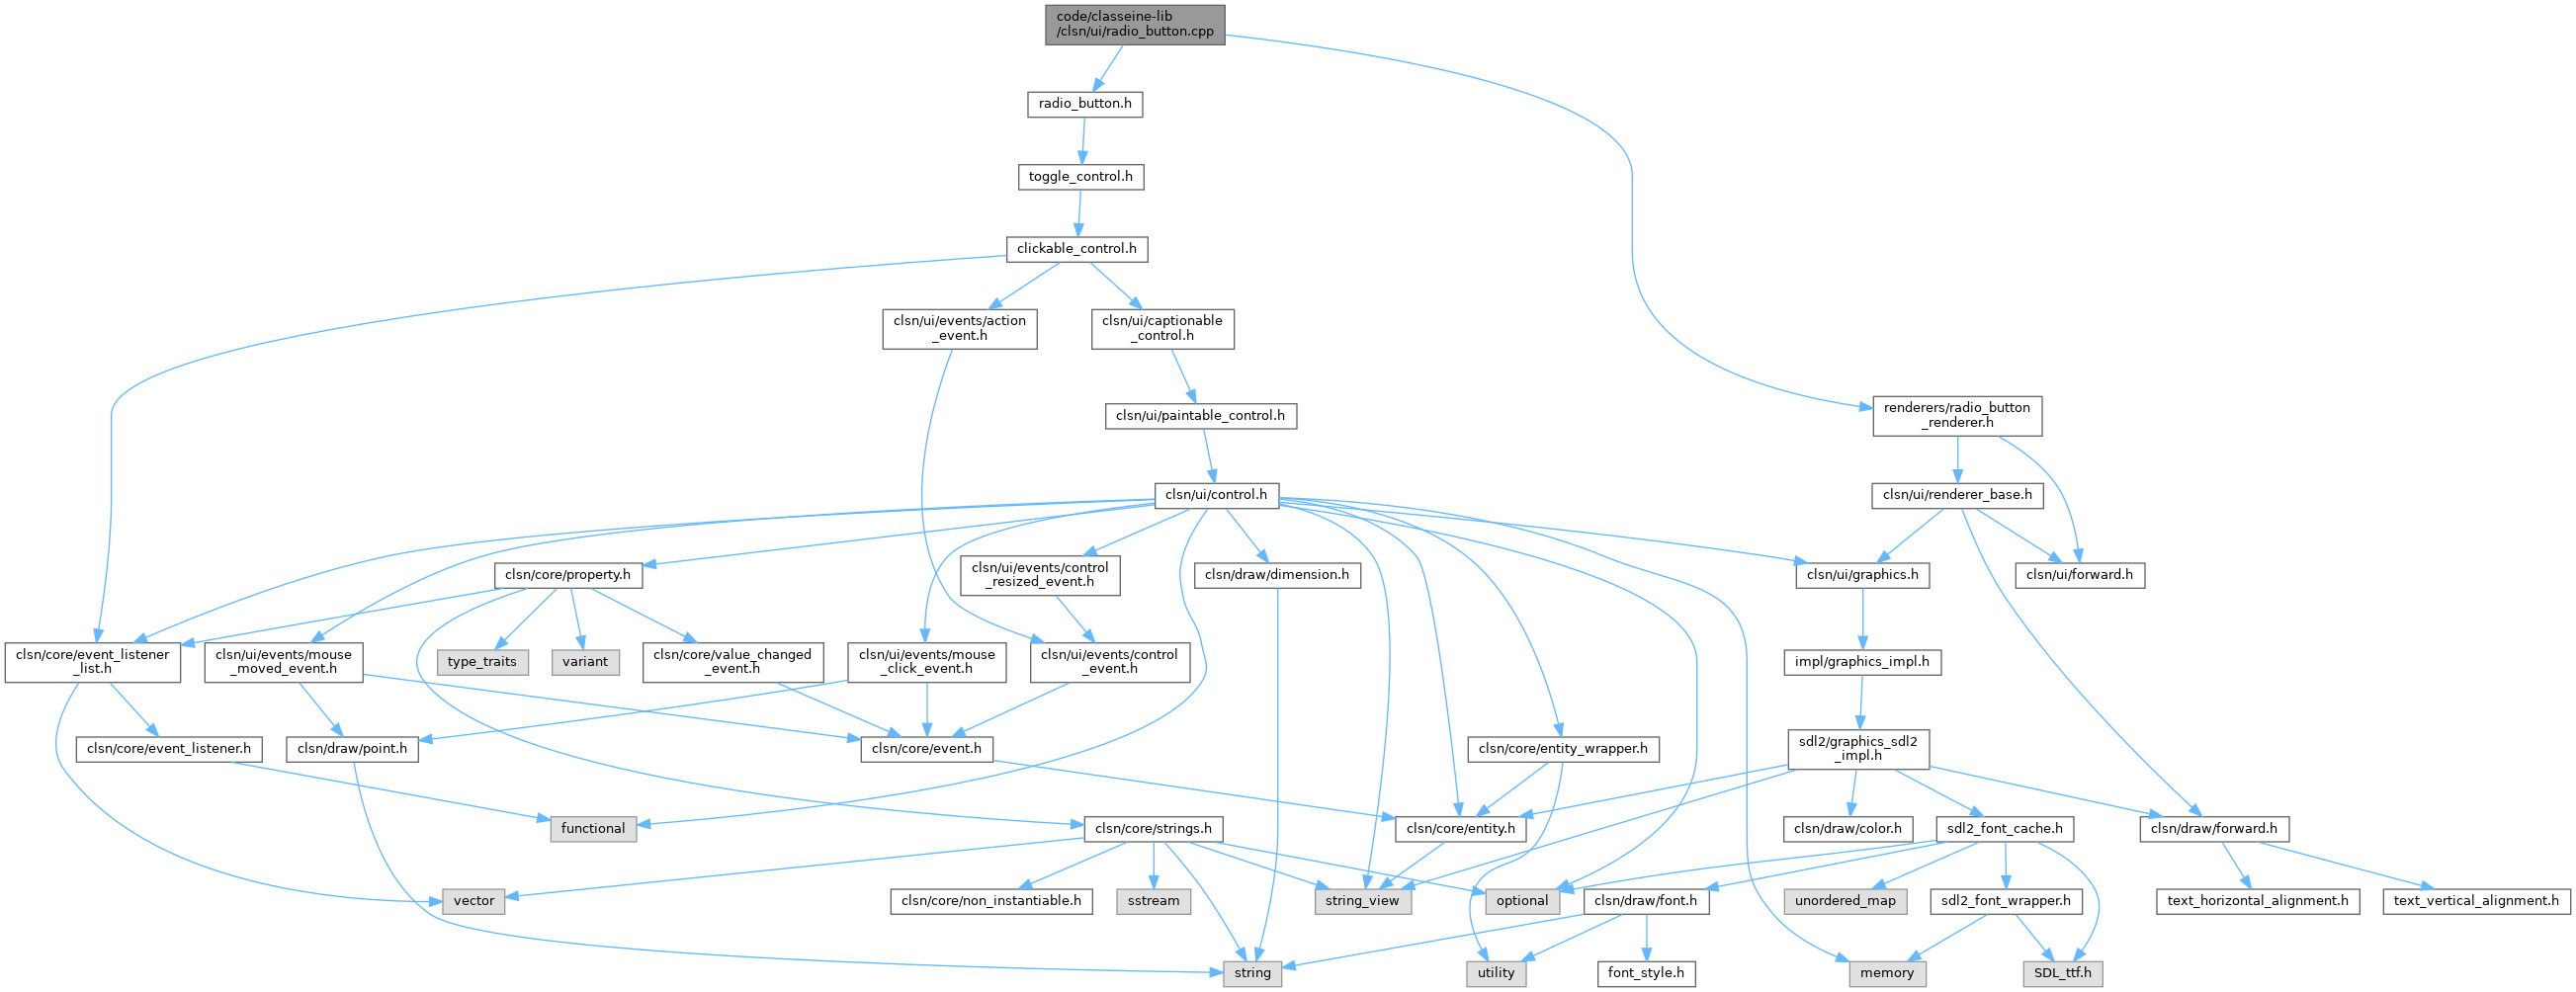 code/classeine-lib
/clsn/ui/radio_button.cpp
radio_button.h
toggle_control.h
clickable_control.h
clsn/ui/events/action
_event.h
clsn/ui/captionable
_control.h
clsn/ui/paintable_control.h
renderers/radio_button
_renderer.h
clsn/ui/control.h
clsn/ui/renderer_base.h
clsn/core/property.h
clsn/ui/events/control
_resized_event.h
clsn/draw/dimension.h
clsn/ui/graphics.h
clsn/ui/forward.h
clsn/core/event_listener
_list.h
clsn/ui/events/mouse
_moved_event.h
type_traits
variant
clsn/core/value_changed
_event.h
clsn/ui/events/mouse
_click_event.h
clsn/ui/events/control
_event.h
impl/graphics_impl.h
clsn/core/event_listener.h
clsn/draw/point.h
clsn/core/event.h
clsn/core/entity_wrapper.h
sdl2/graphics_sdl2
_impl.h
functional
clsn/core/strings.h
clsn/core/entity.h
clsn/draw/color.h
sdl2_font_cache.h
clsn/draw/forward.h
vector
clsn/core/non_instantiable.h
sstream
string_view
optional
clsn/draw/font.h
unordered_map
sdl2_font_wrapper.h
text_horizontal_alignment.h
text_vertical_alignment.h
string
utility
font_style.h
memory
SDL_ttf.h